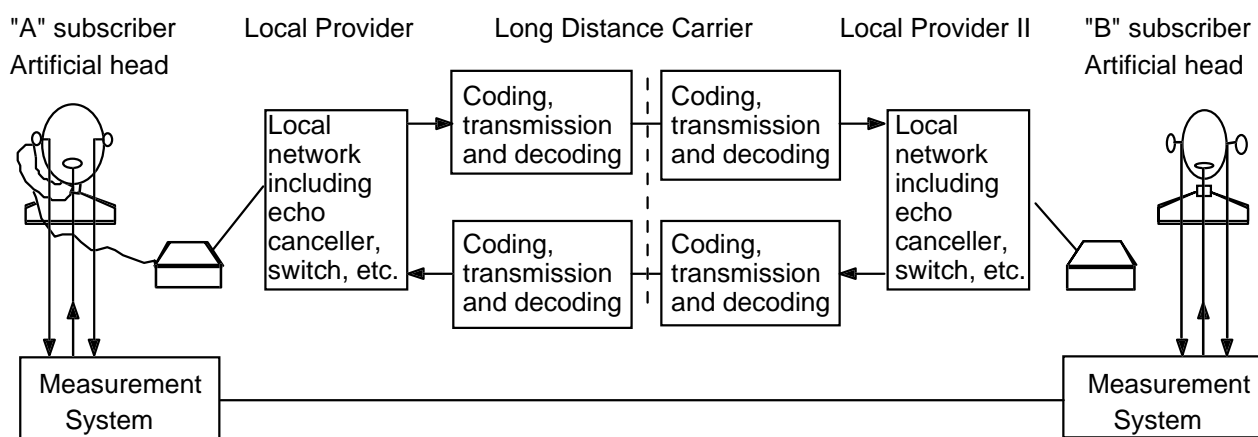 "A" subscriber
Artificial head
Local Provider
Long Distance Carrier
Local Provider II
"B" subscriber
Artificial head
Local
network
including
echo
canceller,
switch, etc.
Coding,
transmission
and decoding
Coding,
transmission
and decoding
Coding,
transmission
and decoding
Coding,
transmission
and decoding
Local
network
including
echo
canceller,
switch, etc.
Measurement
System
Measurement
System